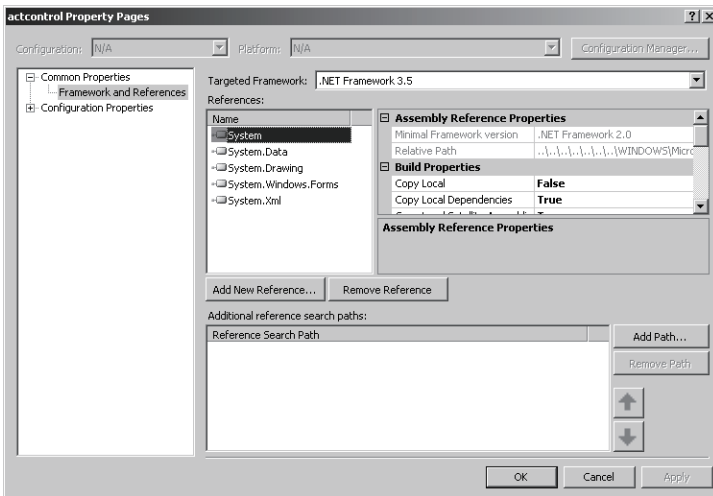 actcontrol Property Pages
Configuration: N/A Platform: N/A Configuration Manager...
Common Properties
Framework and References
Configuration Properties
Targeted Framework: .NET Framework 3.5
References:
Name
System
System.Data
System.Drawing
System.Windows.Forms
System.Xml
Assembly Reference Properties
Minimal Framework version .NET Framework 2.0
Relative Path ..\..\..\..\..\..\WINDOWS\Micro
Build Properties
Copy Local False
Copy Local Dependencies True
Assembly Reference Properties
Add New Reference... Remove Reference
Additional reference search paths:
Reference Search Path
Add Path...
Remove Path
OK Cancel Apply